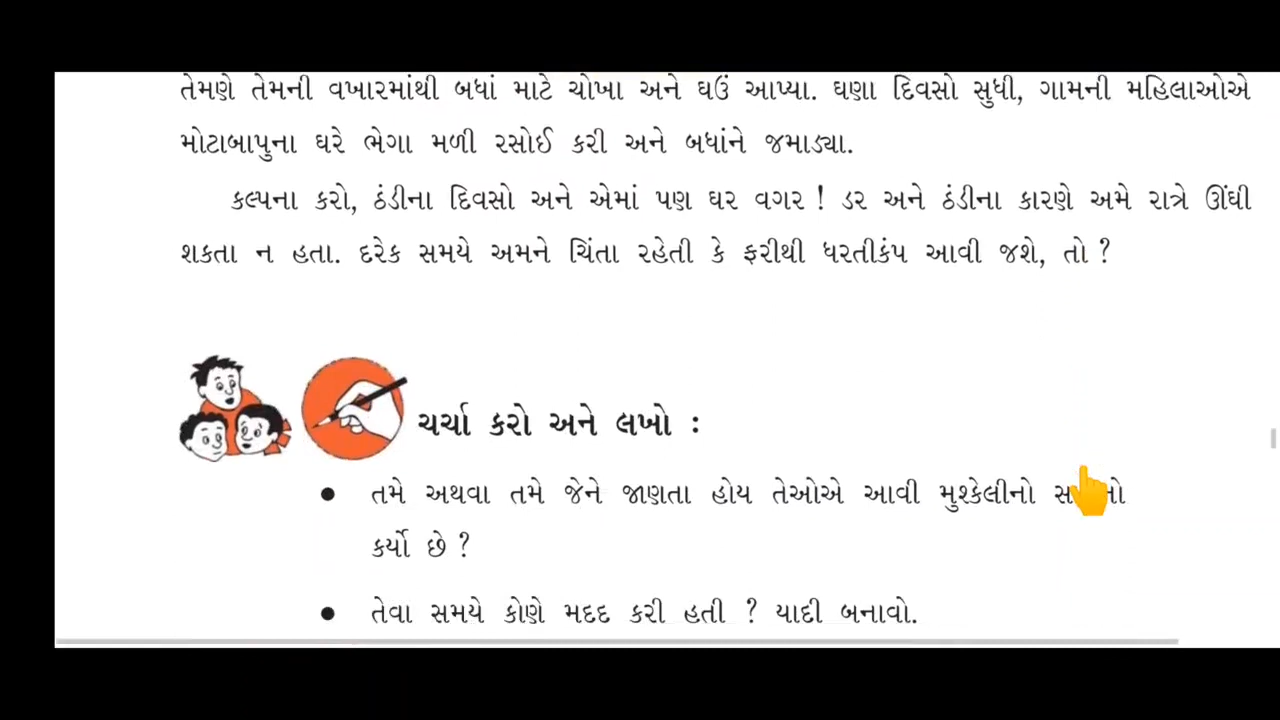 તેમણે તેમની વખારમાંથી બધાં માટે ચોખા અને ઘઉં આપ્યા. ઘણા દિવસો સુધી, ગામની મહિલાઓએ
મોટાબાપુના ઘરે ભેગા મળી રસોઈ કરી અને બધાંને જમાડ્યા.
કલ્પના કરો, ઠંડીના દિવસો અને એમાં પણ ઘર વગર ! ડર અને ઠંડીના કારણે અમે રાત્રે ઊંઘી
શકતા ન હતા. દરેક સમયે અમને ચિંતા રહેતી કે ફરીથી ધરતીકંપ આવી જશે, તો ?
ચર્ચા કરો અને લખો :
• તમે અથવા તમે જેને જાણતા હોય તેઓએ આવી મુશ્કેલીનો
કર્યો છે ?
• તેવા સમયે કોણે મદદ કરી હતી ? યાદી બનાવો.